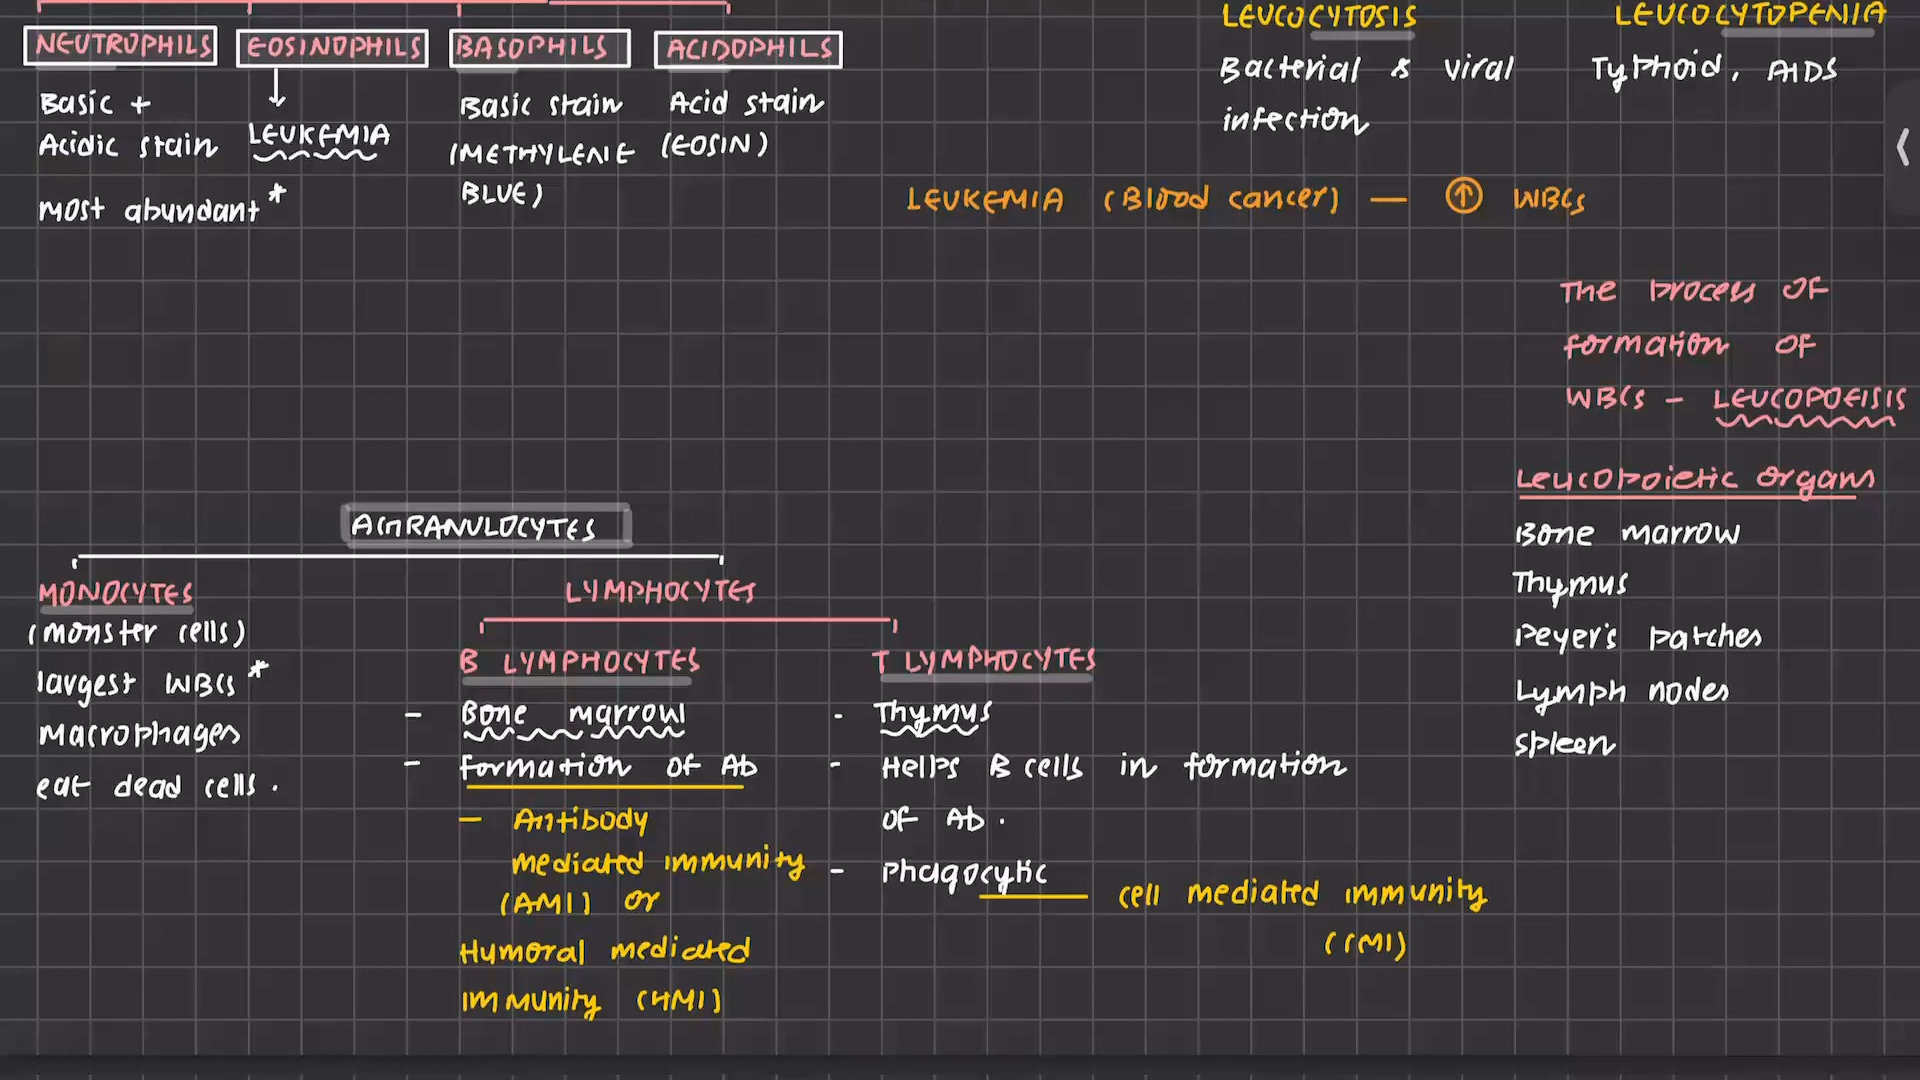 NEUTROPHILS
Basic +
Acidic stain
most abundant*
EOSINOPHILS
LEUKEMIA
BASOPHILS
Basic stain
(METHYLENE
BLUE)
ACIDOPHILS
Acid stain
(EOSIN)
LEUCOCYTOSIS
Bacterial & viral
infection
LEUCOCYTOPENIA
Typhoid, AIDS
LEUKEMIA (Blood cancer) — ↑ WBCs
The process of
formation of
WBCs - LEUCOPOEISIS
Leucopoietic organs
Bone marrow
Thymus
Peyer's patches
Lymph nodes
spleen
AGRANULOCYTES
MONOCYTES
(monster cells)
largest WBCs*
Macrophages
eat dead cells.
LYMPHOCYTES
B LYMPHOCYTES
- Bone marrow
- formation of Ab
- Antibody
mediated immunity
(AMI) or
Humoral mediated
immunity (HMI)
T LYMPHOCYTES
- Thymus
- Helps B cells in formation
of Ab.
- Phagocytic
cell mediated immunity
(CMI)